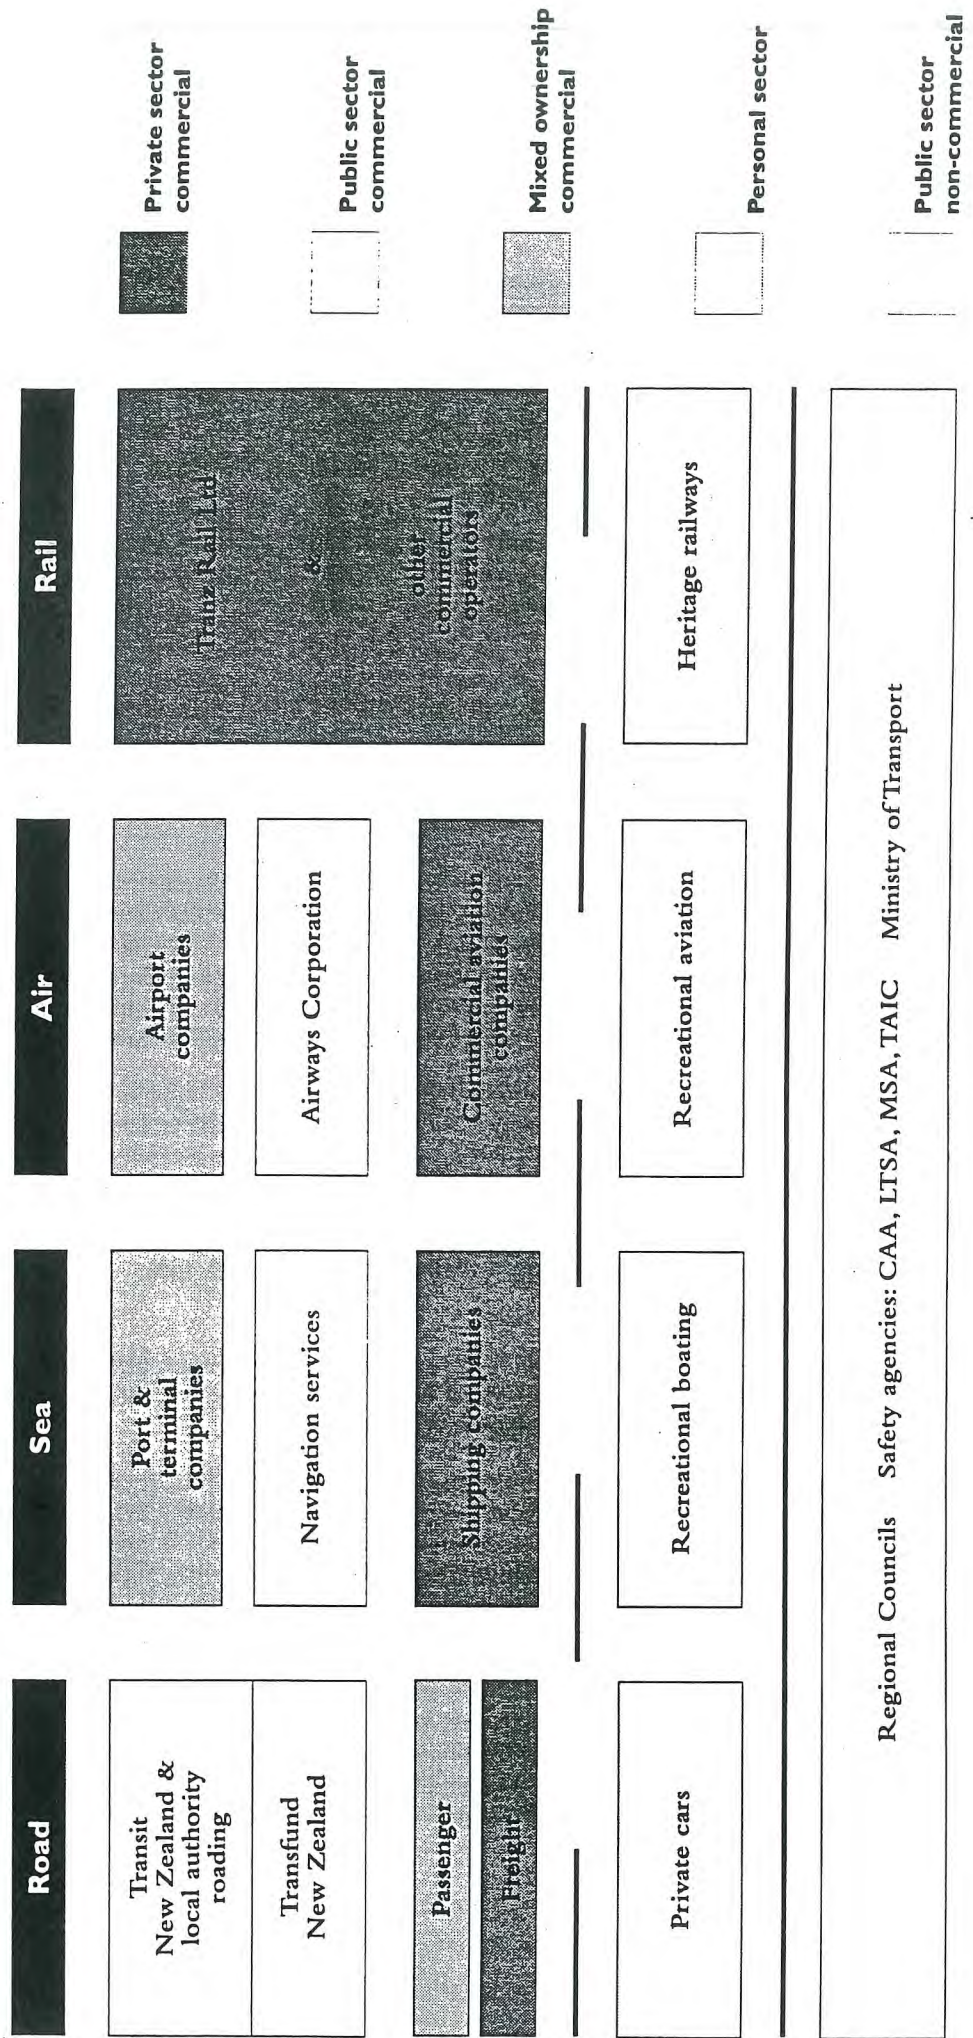 Road
Sea
Air
Rail
Transit
New Zealand &
local authority
roading
Transfund
New Zealand
Passenger
Freight
Private cars
Port &
terminal
companies
Navigation services
Shipping companies
Recreational boating
Airport
companies
Airways Corporation
Commercial aviation
companies
Recreational aviation
Tranz Rail Ltd
&
other
commercial
operators
Heritage railways
Regional Councils Safety agencies: CAA, LTSA, MSA, TAIC Ministry of Transport
Private sector
commercial
Public sector
commercial
Mixed ownership
commercial
Personal sector
Public sector
non-commercial